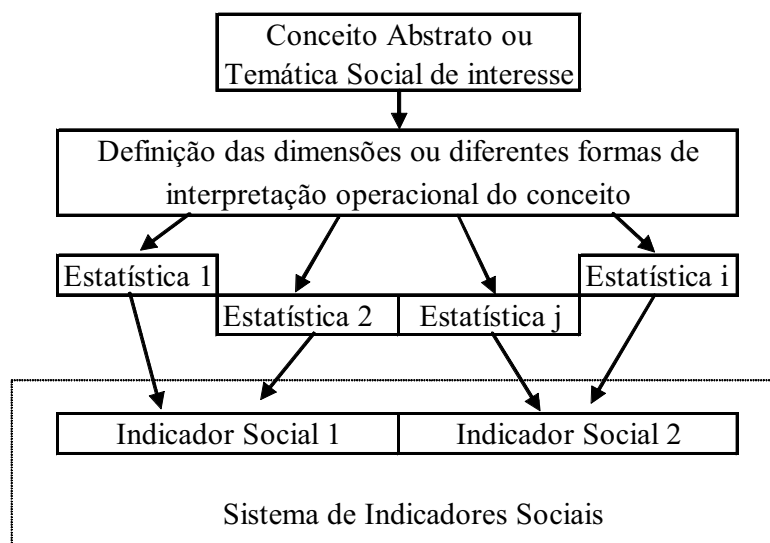 Conceito Abstrato ou
Temática Social de interesse
Definição das dimensões ou diferentes formas de
interpretação operacional do conceito
Estatística 1
Estatística i
Estatística 2
Estatística j
Indicador Social 1
Indicador Social 2
Sistema de Indicadores Sociais